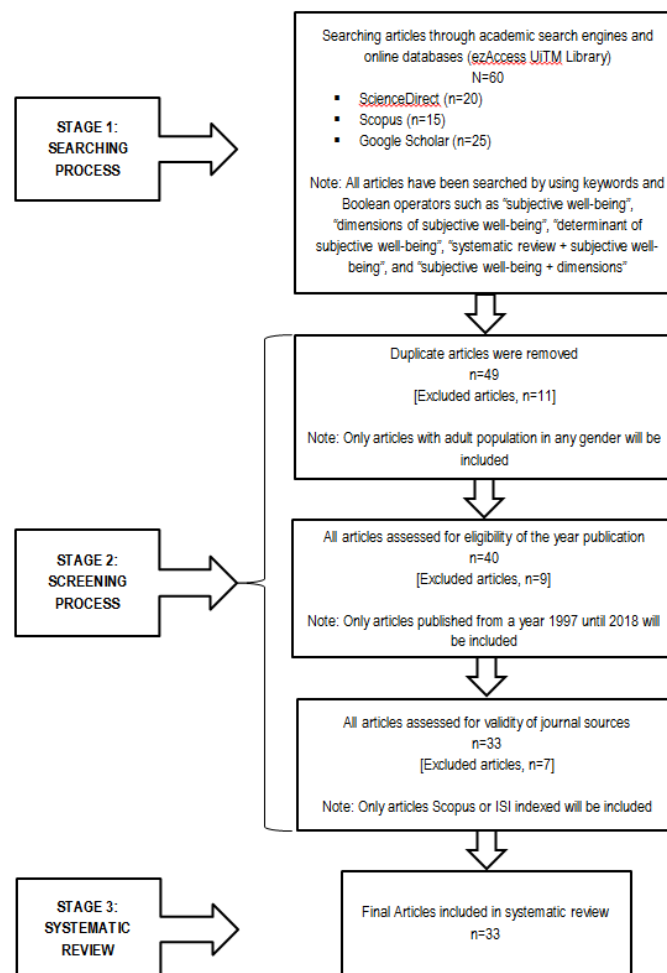 Searching articles through academic search engines and
online databases (ezAccess UiTM Library)
N=60
▪ ScienceDirect (n=20)
▪ Scopus (n=15)
▪ Google Scholar (n=25)
Note: All articles have been searched by using keywords and
Boolean operators such as “subjective well-being”,
“dimensions of subjective well-being”, “determinant of
subjective well-being”, “systematic review + subjective well-
being”, and “subjective well-being + dimensions”
STAGE 1:
SEARCHING
PROCESS
Duplicate articles were removed
n=49
[Excluded articles, n=11]
Note: Only articles with adult population in any gender will be
included
STAGE 2:
SCREENING
PROCESS
All articles assessed for eligibility of the year publication
n=40
[Excluded articles, n=9]
Note: Only articles published from a year 1997 until 2018 will
be included
All articles assessed for validity of journal sources
n=33
[Excluded articles, n=7]
Note: Only articles Scopus or ISI indexed will be included
STAGE 3:
SYSTEMATIC
REVIEW
Final Articles included in systematic review
n=33